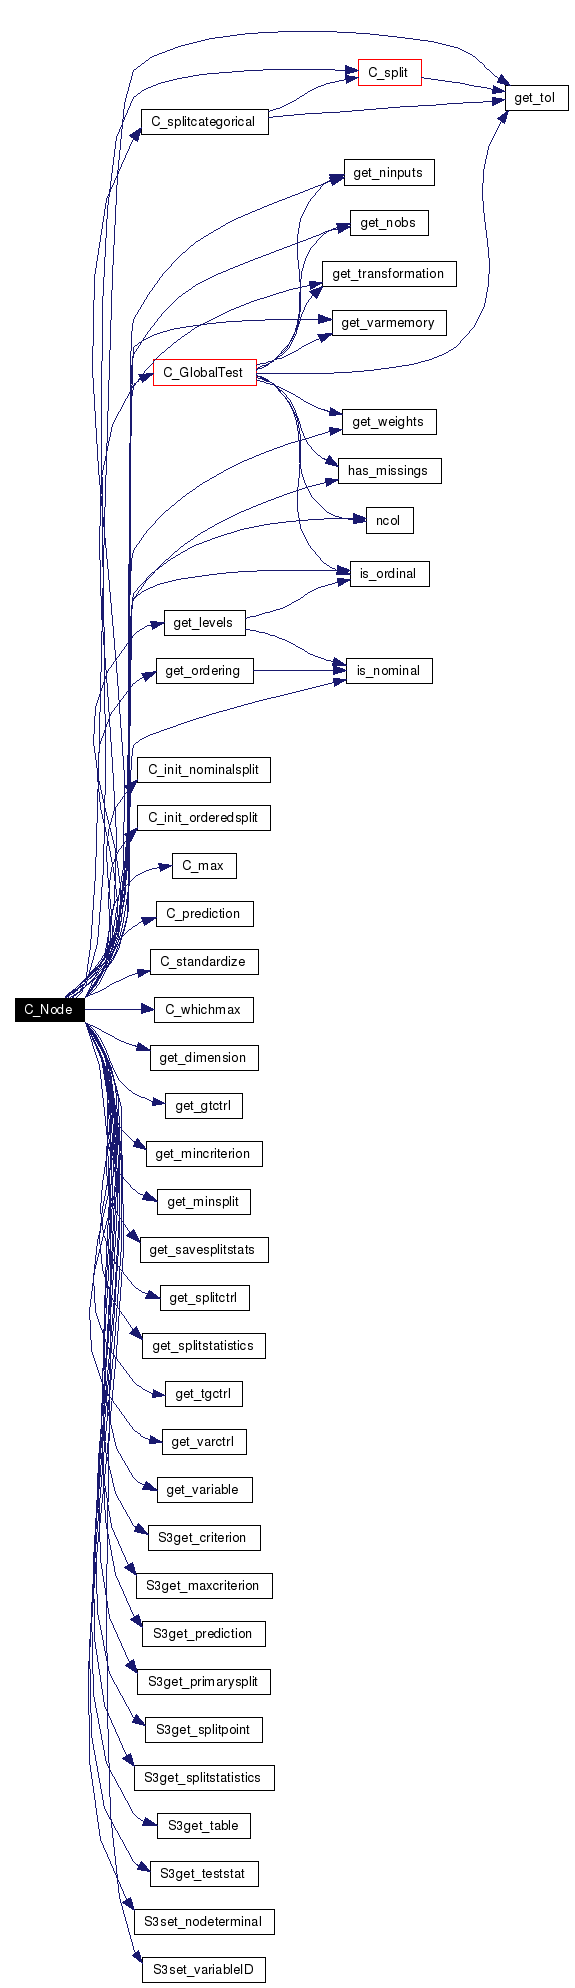 C_split
get_tol
C_splitcategorical
get_ninputs
get_nobs
get_transformation
get_varmemory
C_GlobalTest
get_weights
has_missings
ncol
is_ordinal
get_levels
get_ordering
is_nominal
C_init_nominalsplit
C_init_orderedsplit
C_max
C_prediction
C_standardize
C_Node
C_whichmax
get_dimension
get_gtctrl
get_mincriterion
get_minsplit
get_savesplitstats
get_splitctrl
get_splitstatistics
get_tgctrl
get_varctrl
get_variable
S3get_criterion
S3get_maxcriterion
S3get_prediction
S3get_primarysplit
S3get_splitpoint
S3get_splitstatistics
S3get_table
S3get_teststat
S3set_nodeterminal
S3set_variableID